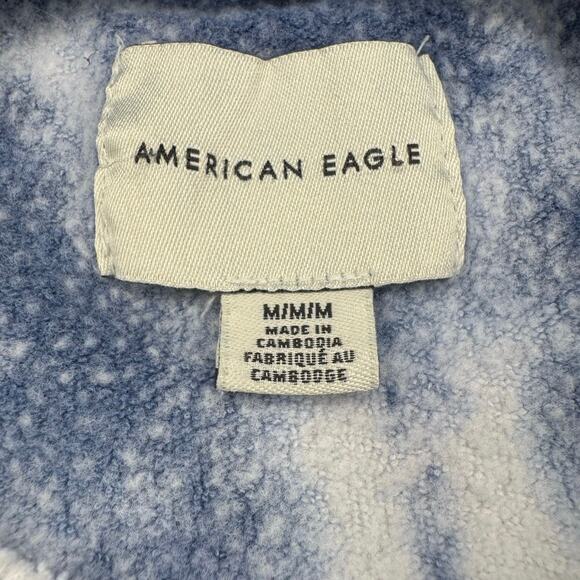 AMERICAN EAGLE
M/M/M
MADE IN
CAMBODIA
FABRIQUÉ AU
CAMBODGE